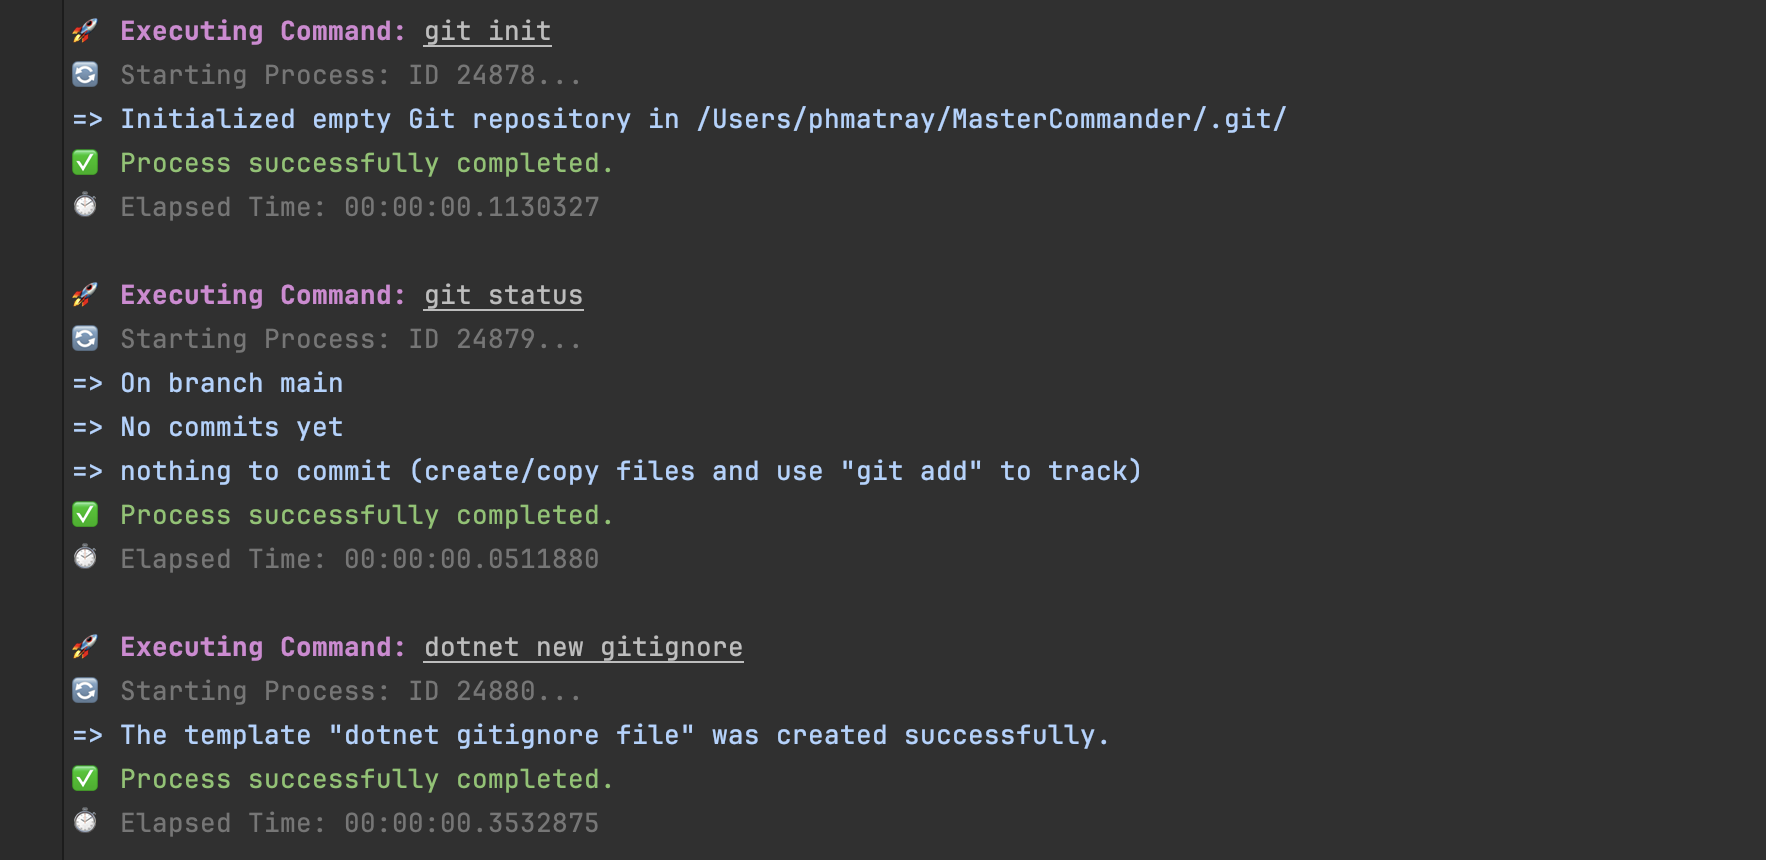 🚀 Executing Command: git init
🔄 Starting Process: ID 24878...
=> Initialized empty Git repository in /Users/phmatray/MasterCommander/.git/
✅ Process successfully completed.
⏱ Elapsed Time: 00:00:00.1130327
🚀 Executing Command: git status
🔄 Starting Process: ID 24879...
=> On branch main
=> No commits yet
=> nothing to commit (create/copy files and use "git add" to track)
✅ Process successfully completed.
⏱ Elapsed Time: 00:00:00.0511880
🚀 Executing Command: dotnet new gitignore
🔄 Starting Process: ID 24880...
=> The template "dotnet gitignore file" was created successfully.
✅ Process successfully completed.
⏱ Elapsed Time: 00:00:00.3532875